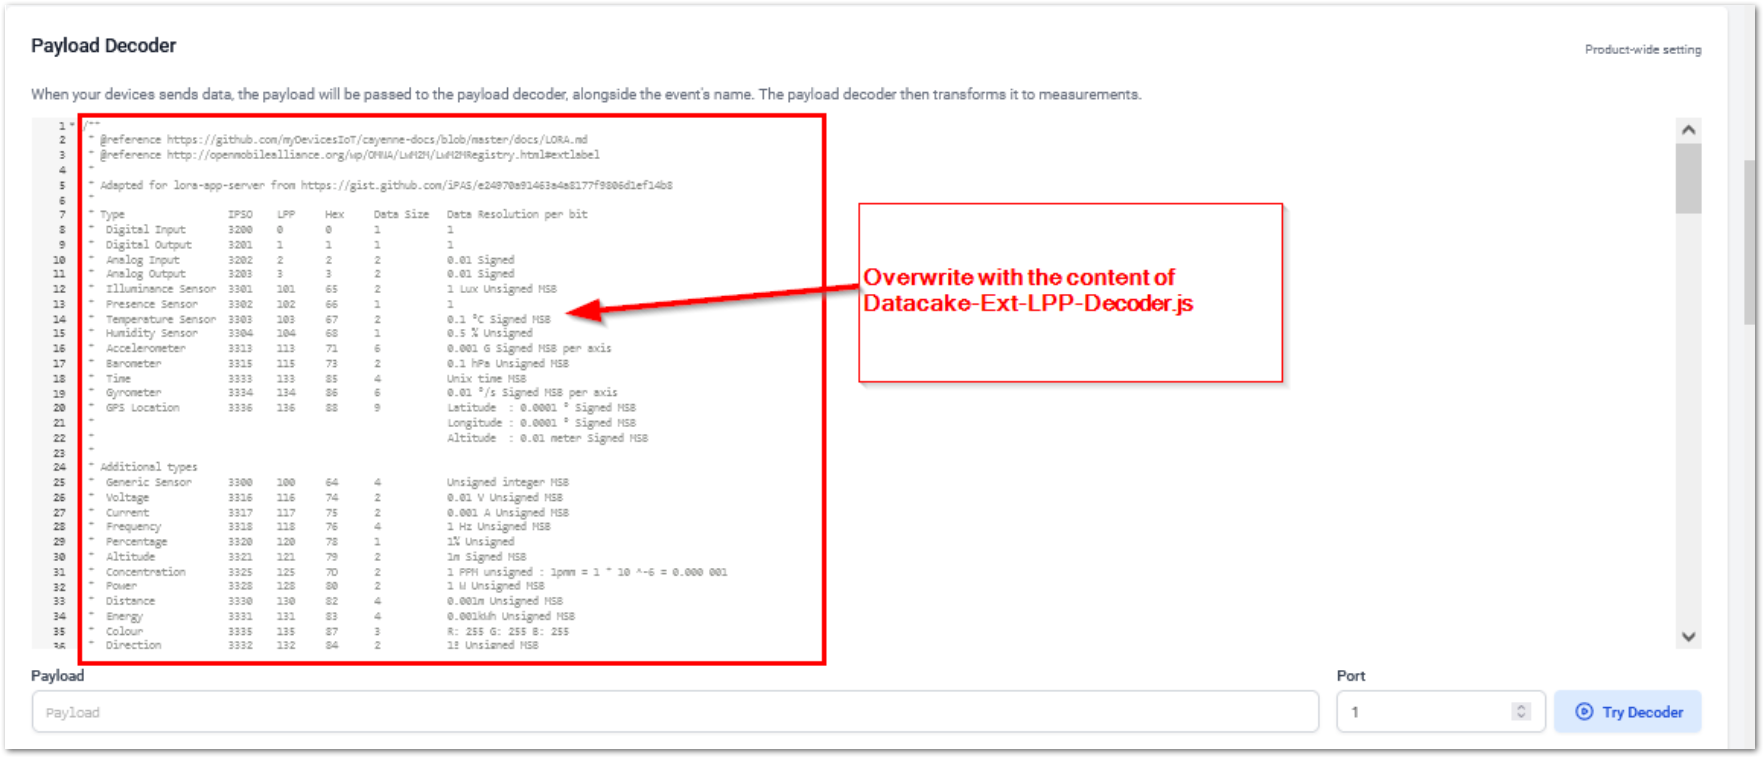 Payload Decoder
Product-wide setting
When your devices sends data, the payload will be passed to the payload decoder, alongside the event's name. The payload decoder then transforms it to measurements.
1 /**
2 * @reference https://github.com/myDevicesIoT/cayenne-docs/blob/master/docs/LORA.md
3 * @reference http://openmobilealliance.org/wp/OMNA/LwM2M/LwM2MRegistry.html#extlabel
4 *
5 * Adapted for lora-app-server from https://gist.github.com/iPAS/e24970a91463a4a8177f9806d1ef14b8
6 *
7 * Type IPSO LPP Hex Data Size Data Resolution per bit
8 * Digital Input 3200 0 0 1 1
9 * Digital Output 3201 1 1 1 1
10 * Analog Input 3202 2 2 2 0.01 Signed
11 * Analog Output 3203 3 3 2 0.01 Signed
12 * Illuminance Sensor 3301 101 65 2 1 Lux Unsigned MSB
13 * Presence Sensor 3302 102 66 1 1
14 * Temperature Sensor 3303 103 67 2 0.1 °C Signed MSB
15 * Humidity Sensor 3304 104 68 1 0.5 % Unsigned
16 * Accelerometer 3313 113 71 6 0.001 G Signed MSB per axis
17 * Barometer 3315 115 73 2 0.1 hPa Unsigned MSB
18 * Time 3333 133 85 4 Unix time MSB
19 * Gyrometer 3334 134 86 6 0.01 °/s Signed MSB per axis
20 * GPS Location 3336 136 88 9 Latitude : 0.0001 ° Signed MSB
21 * Longitude : 0.0001 ° Signed MSB
22 * Altitude : 0.01 meter Signed MSB
23 *
24 * Additional types
25 * Generic Sensor 3300 100 64 4 Unsigned integer MSB
26 * Voltage 3316 116 74 2 0.01 V Unsigned MSB
27 * Current 3317 117 75 2 0.001 A Unsigned MSB
28 * Frequency 3318 118 76 4 1 Hz Unsigned MSB
29 * Percentage 3320 120 78 1 1% Unsigned
30 * Altitude 3321 121 79 2 1m Signed MSB
31 * Concentration 3325 125 7D 2 1 PPM unsigned : 1pmm = 1 * 10 ^-6 = 0.000 001
32 * Power 3328 128 80 2 1 W Unsigned MSB
33 * Distance 3330 130 82 4 0.001m Unsigned MSB
34 * Energy 3331 131 83 4 0.001kWh Unsigned MSB
35 * Colour 3335 135 87 3 R: 255 G: 255 B: 255
36 * Direction 3332 132 84 2 1º Unsigned MSB
Overwrite with the content of
Datacake-Ext-LPP-Decoder.js
Payload
Port
Payload
1
Try Decoder